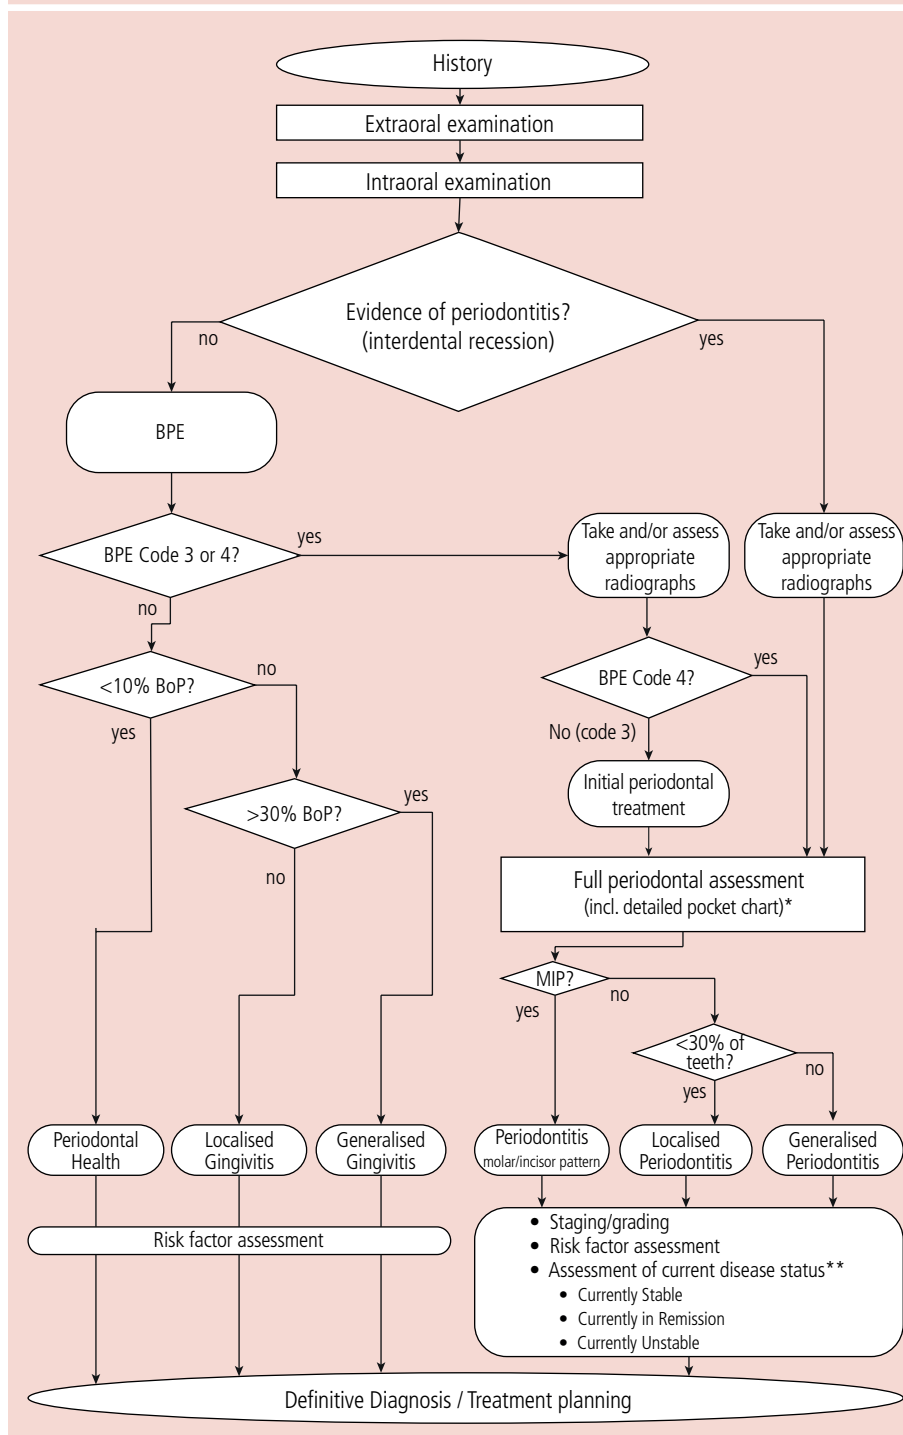 History
Extraoral examination
Intraoral examination
Evidence of periodontitis?
(interdental recession)
no
yes
BPE
BPE Code 3 or 4?
yes
no
Take and/or assess
appropriate
radiographs
Take and/or assess
appropriate
radiographs
<10% BoP?
no
yes
BPE Code 4?
yes
No (code 3)
Initial periodontal
treatment
>30% BoP?
yes
no
Full periodontal assessment
(incl. detailed pocket chart)*
MIP?
yes
no
<30% of
teeth?
yes
no
Periodontal
Health
Localised
Gingivitis
Generalised
Gingivitis
Periodontitis
molar/incisor pattern
Localised
Periodontitis
Generalised
Periodontitis
Risk factor assessment
• Staging/grading
• Risk factor assessment
• Assessment of current disease status**
• Currently Stable
• Currently in Remission
• Currently Unstable
Definitive Diagnosis / Treatment planning